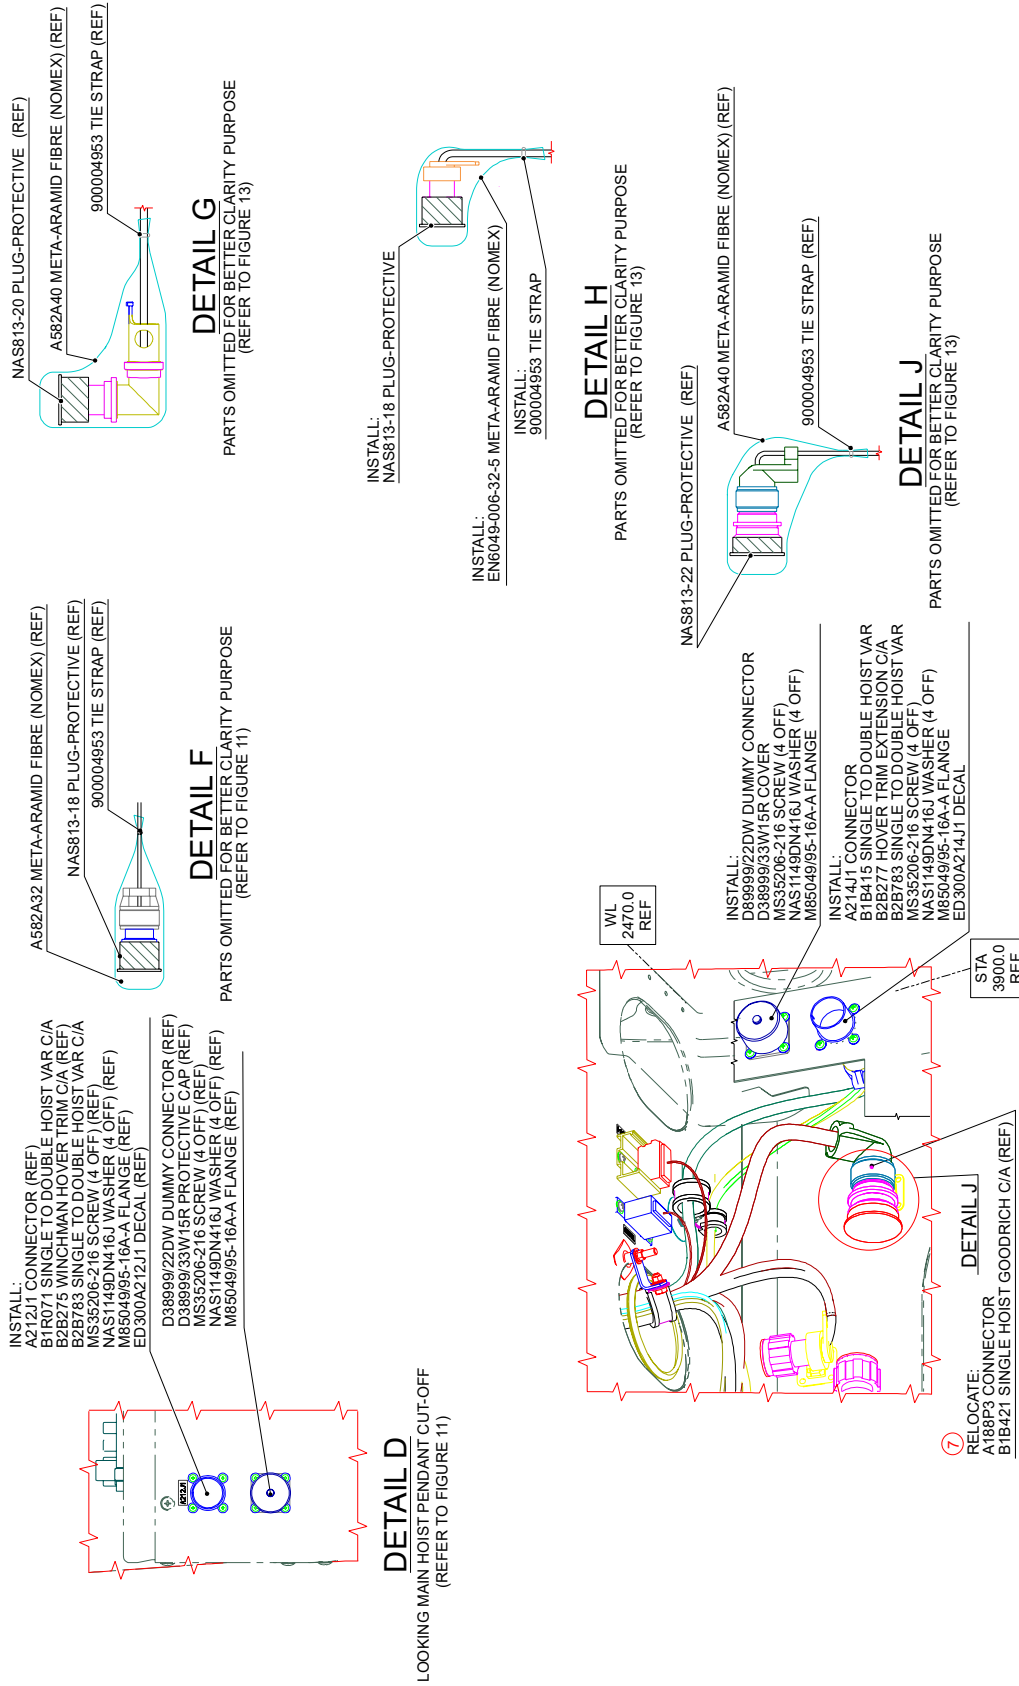 INSTALL:
A212J1 CONNECTOR (REF)
B1R071 SINGLE TO DOUBLE HOIST VAR C/A
B2B275 WINCHMAN HOVER TRIM C/A (REF)
B2B783 SINGLE TO DOUBLE HOIST VAR C/A
MS35206-216 SCREW (4 OFF) (REF)
NAS1149DN416J WASHER (4 OFF) (REF)
M85049/95-16A-A FLANGE (REF)
ED300A212J1 DECAL (REF)
D38999/22DW DUMMY CONNECTOR (REF)
D38999/33W15R PROTECTIVE CAP (REF)
MS35206-216 SCREW (4 OFF) (REF)
NAS1149DN416J WASHER (4 OFF) (REF)
M85049/95-16A-A FLANGE (REF)
A212J1
DETAIL D
LOOKING MAIN HOIST PENDANT CUT-OFF
(REFER TO FIGURE 11)
A582A32 META-ARAMID FIBRE (NOMEX) (REF)
NAS813-18 PLUG-PROTECTIVE (REF)
900004953 TIE STRAP (REF)
DETAIL F
PARTS OMITTED FOR BETTER CLARITY PURPOSE
(REFER TO FIGURE 11)
NAS813-20 PLUG-PROTECTIVE (REF)
A582A40 META-ARAMID FIBRE (NOMEX) (REF)
900004953 TIE STRAP (REF)
DETAIL G
PARTS OMITTED FOR BETTER CLARITY PURPOSE
(REFER TO FIGURE 13)
INSTALL:
NAS813-18 PLUG-PROTECTIVE
INSTALL:
EN6049-006-32-5 META-ARAMID FIBRE (NOMEX)
INSTALL:
900004953 TIE STRAP
DETAIL H
PARTS OMITTED FOR BETTER CLARITY PURPOSE
(REFER TO FIGURE 13)
WL
2470.0
REF
INSTALL:
D89999/22DW DUMMY CONNECTOR
D38999/33W15R COVER
MS35206-216 SCREW (4 OFF)
NAS1149DN416J WASHER (4 OFF)
M85049/95-16A-A FLANGE
INSTALL:
A214J1 CONNECTOR
B1B415 SINGLE TO DOUBLE HOIST VAR
B2B277 HOVER TRIM EXTENSION C/A
B2B783 SINGLE TO DOUBLE HOIST VAR
MS35206-216 SCREW (4 OFF)
NAS1149DN416J WASHER (4 OFF)
M85049/95-16A-A FLANGE
ED300A214J1 DECAL
STA
3900.0
REF
DETAIL J
7
RELOCATE:
A188P3 CONNECTOR
B1B421 SINGLE HOIST GOODRICH C/A (REF)
NAS813-22 PLUG-PROTECTIVE (REF)
A582A40 META-ARAMID FIBRE (NOMEX) (REF)
900004953 TIE STRAP (REF)
DETAIL J
PARTS OMITTED FOR BETTER CLARITY PURPOSE
(REFER TO FIGURE 13)